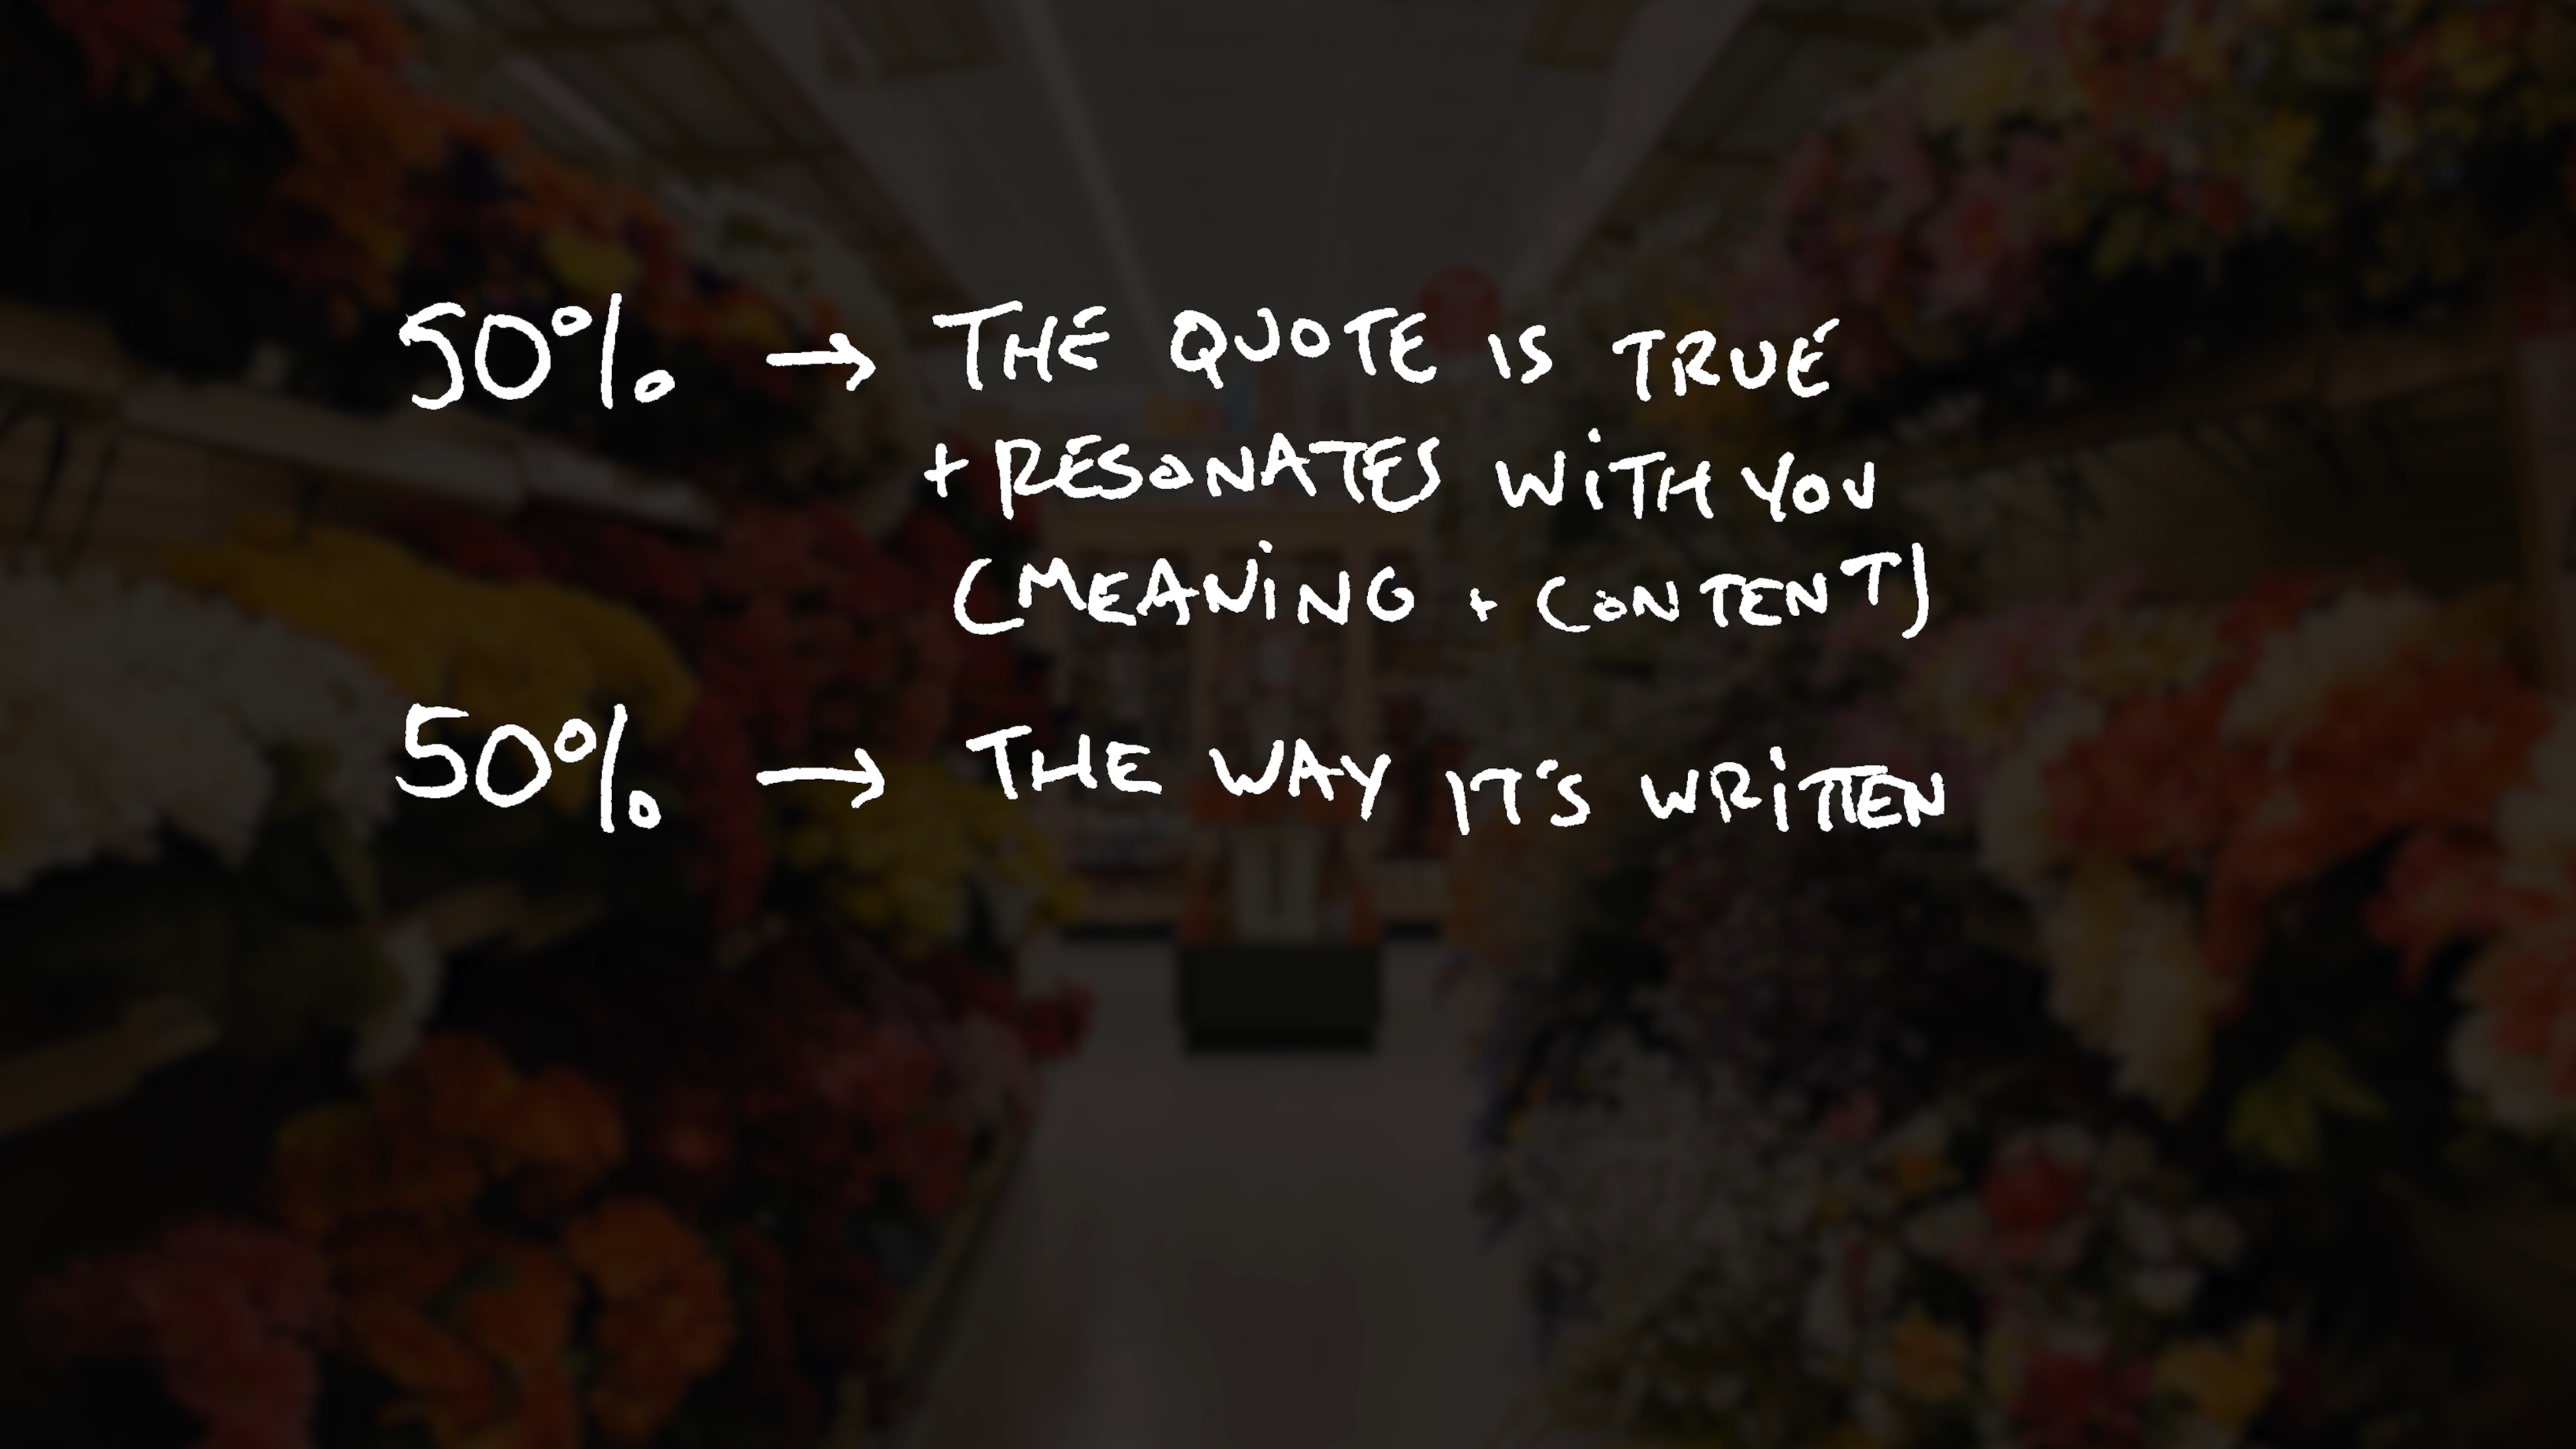 50% → THE QUOTE IS TRUE
+ RESONATES WITH YOU
(MEANING + CONTENT)
50% → THE WAY IT'S WRITTEN